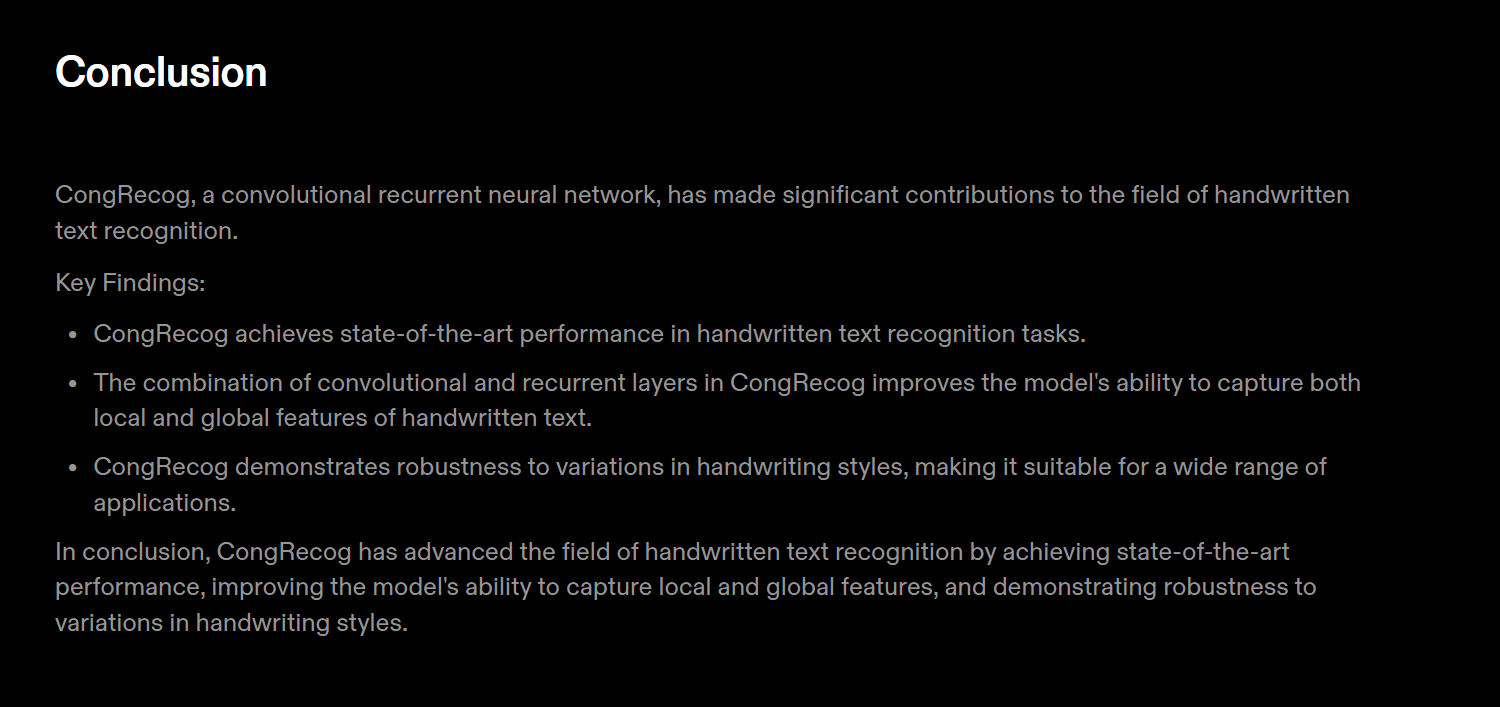 Conclusion
CongRecog, a convolutional recurrent neural network, has made significant contributions to the field of handwritten
text recognition.
Key Findings:
• CongRecog achieves state-of-the-art performance in handwritten text recognition tasks.
• The combination of convolutional and recurrent layers in CongRecog improves the model's ability to capture both
local and global features of handwritten text.
• CongRecog demonstrates robustness to variations in handwriting styles, making it suitable for a wide range of
applications.
In conclusion, CongRecog has advanced the field of handwritten text recognition by achieving state-of-the-art
performance, improving the model's ability to capture local and global features, and demonstrating robustness to
variations in handwriting styles.